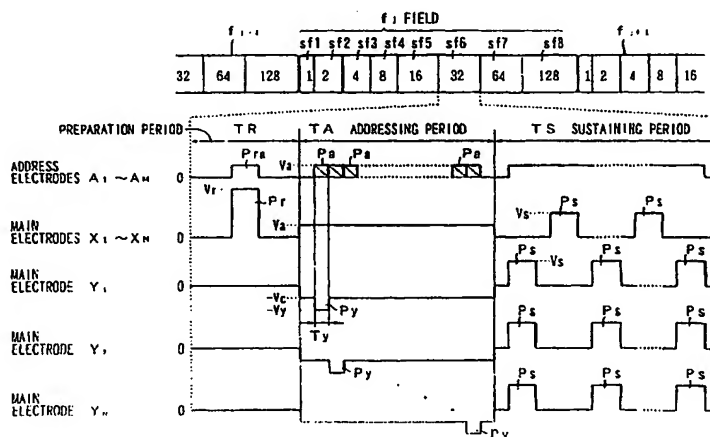 f j-1 f j FIELD f j+1
sf1 sf2 sf3 sf4 sf5 sf6 sf7 sf8
32 64 128 1 2 4 8 16 32 64 128 1 2 4 8 16
PREPARATION PERIOD TR TA ADDRESSING PERIOD TS SUSTAINING PERIOD
ADDRESS
ELECTRODES A1 ~AM 0 Pra Va Pa Pa Pa
MAIN
ELECTRODES X1 ~XN 0 Vr Pr Va Vs Ps Ps
MAIN
ELECTRODE Y1 0 -Vc -Vy Py Ps Vs Ps Ps
Ty
MAIN
ELECTRODE Y2 0 Py Ps Ps Ps
MAIN
ELECTRODE YN 0 Py Ps Ps Ps